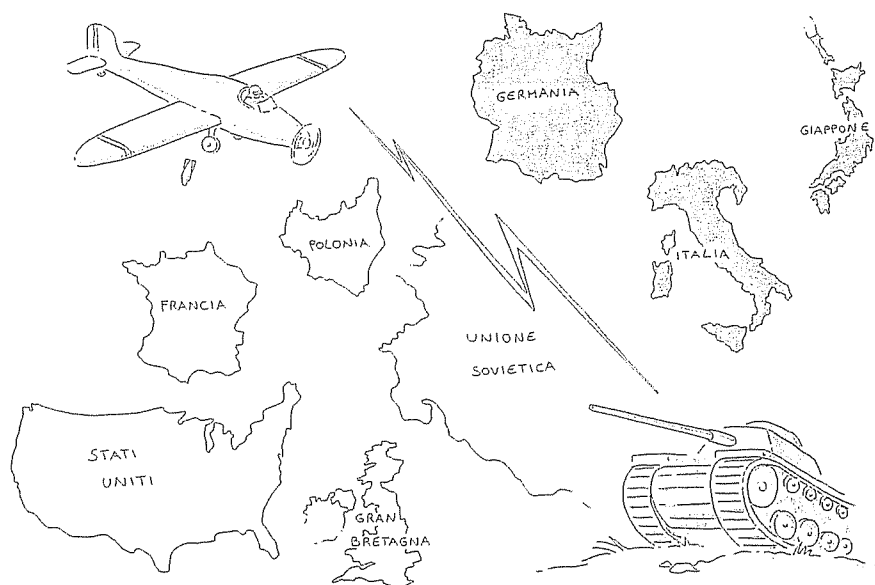 GERMANIA
GIAPPONE
POLONIA
ITALIA
FRANCIA
UNIONE
SOVIETICA
STATI
UNITI
GRAN
BRETAGNA